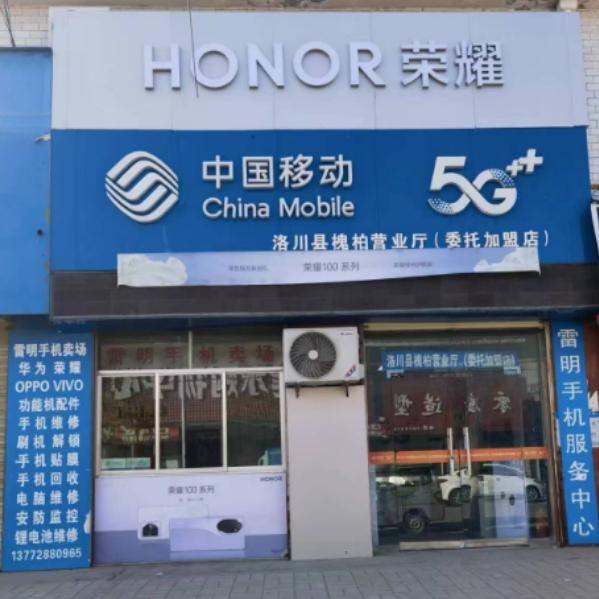 HONOR 荣耀
中国移动
China Mobile
5G++
洛川县槐柏营业厅（委托加盟店）
荣耀100 系列
雷明手机卖场
华为 荣耀
OPPO VIVO
功能机配件
手机维修
刷机 解锁
手机贴膜
手机回收
电脑维修
安防监控
锂电池维修
13772880965
雷明手机卖场
荣耀100 系列
HONOR
洛川县槐柏营业厅（委托加盟店）
雷明手机服务中心